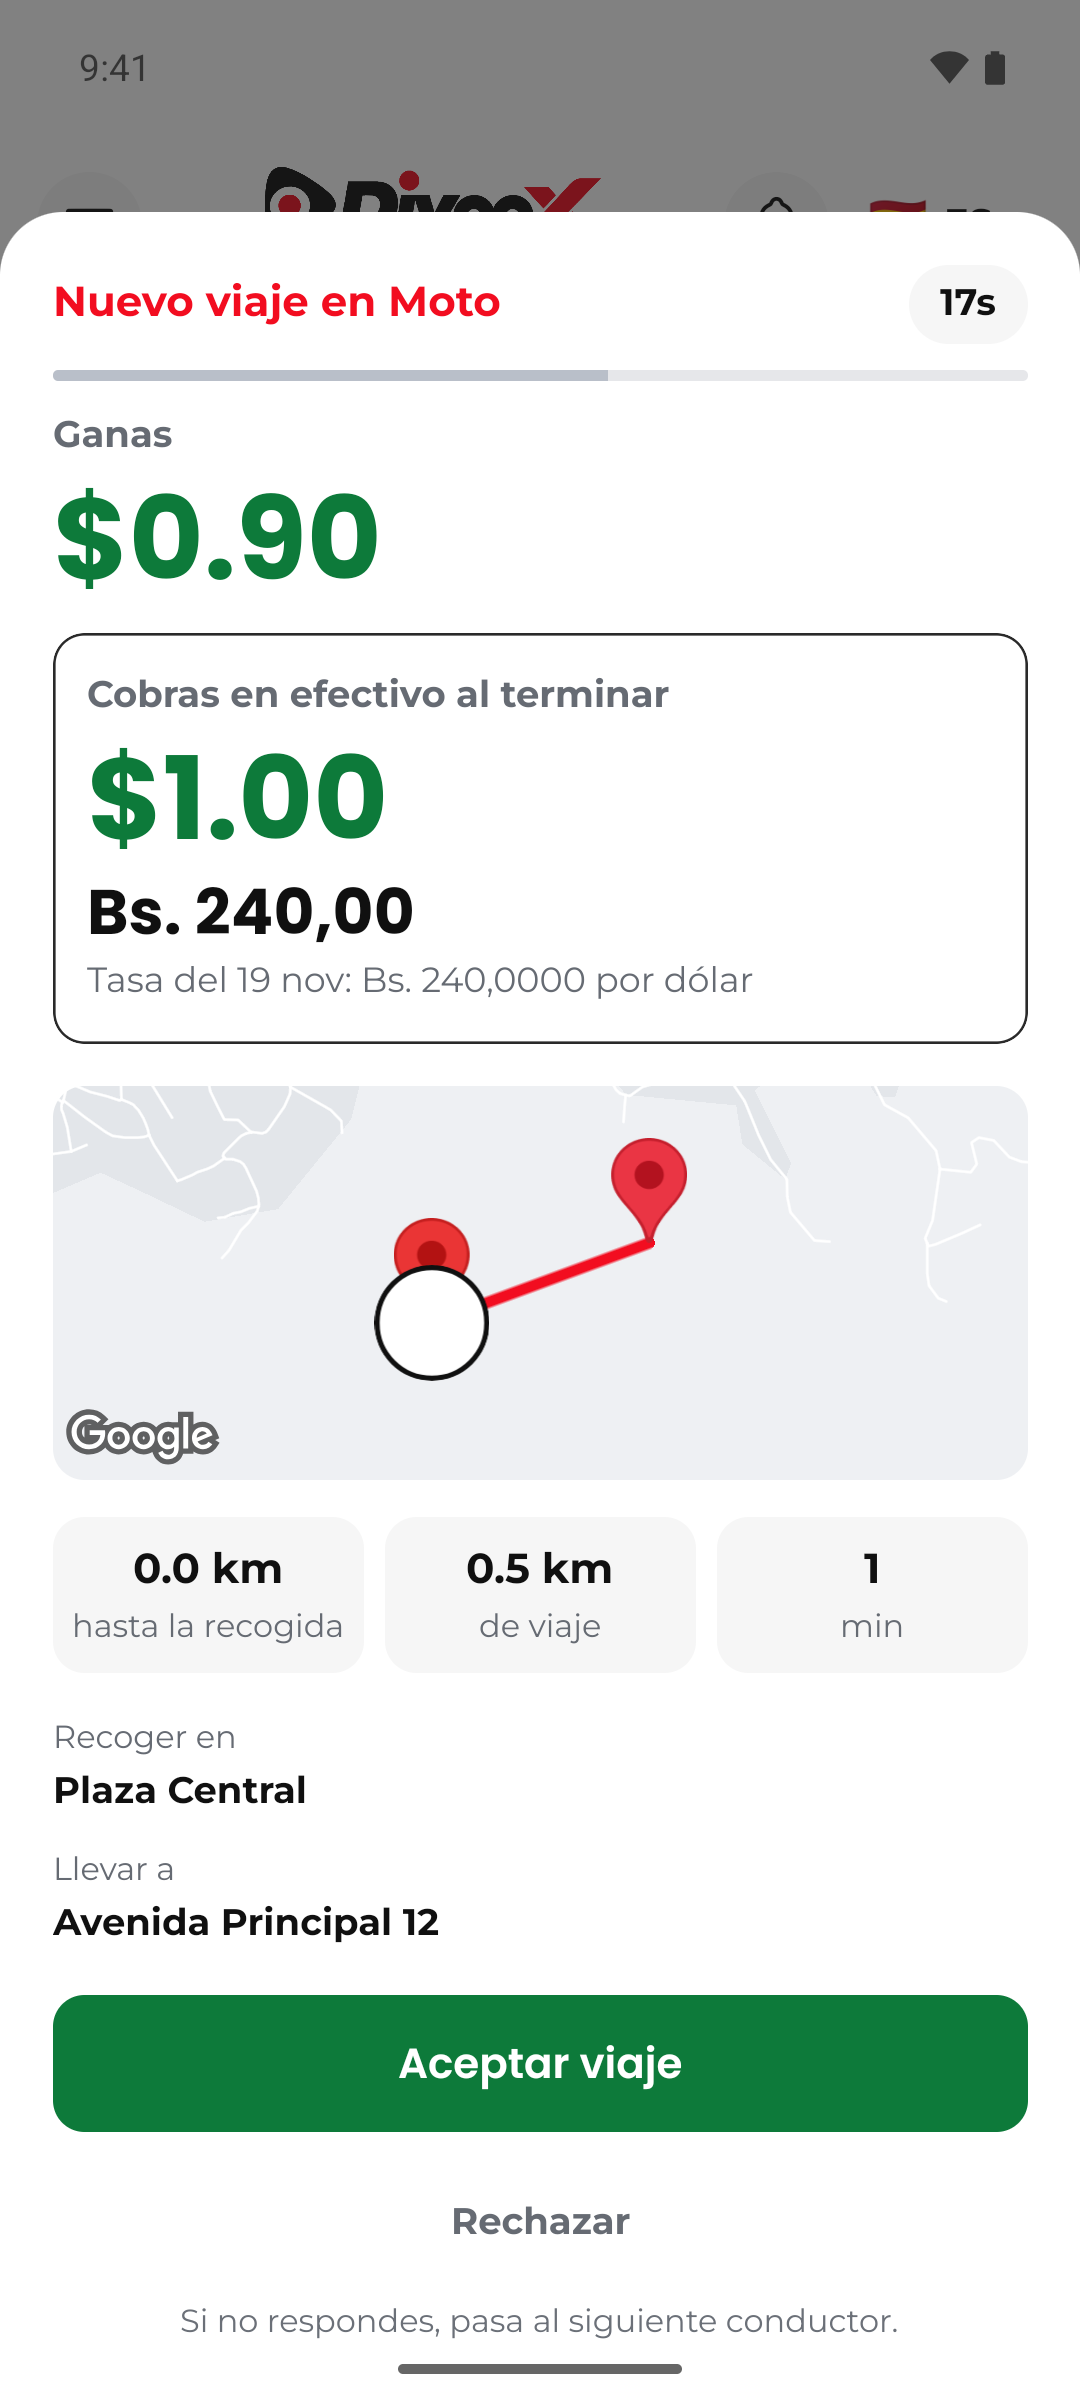 9:41
Nuevo viaje en Moto
17s
Ganas
$0.90
Cobras en efectivo al terminar
$1.00
Bs. 240,00
Tasa del 19 nov: Bs. 240,0000 por dólar
Google
0.0 km
hasta la recogida
0.5 km
de viaje
1
min
Recoger en
Plaza Central
Llevar a
Avenida Principal 12
Aceptar viaje
Rechazar
Si no respondes, pasa al siguiente conductor.